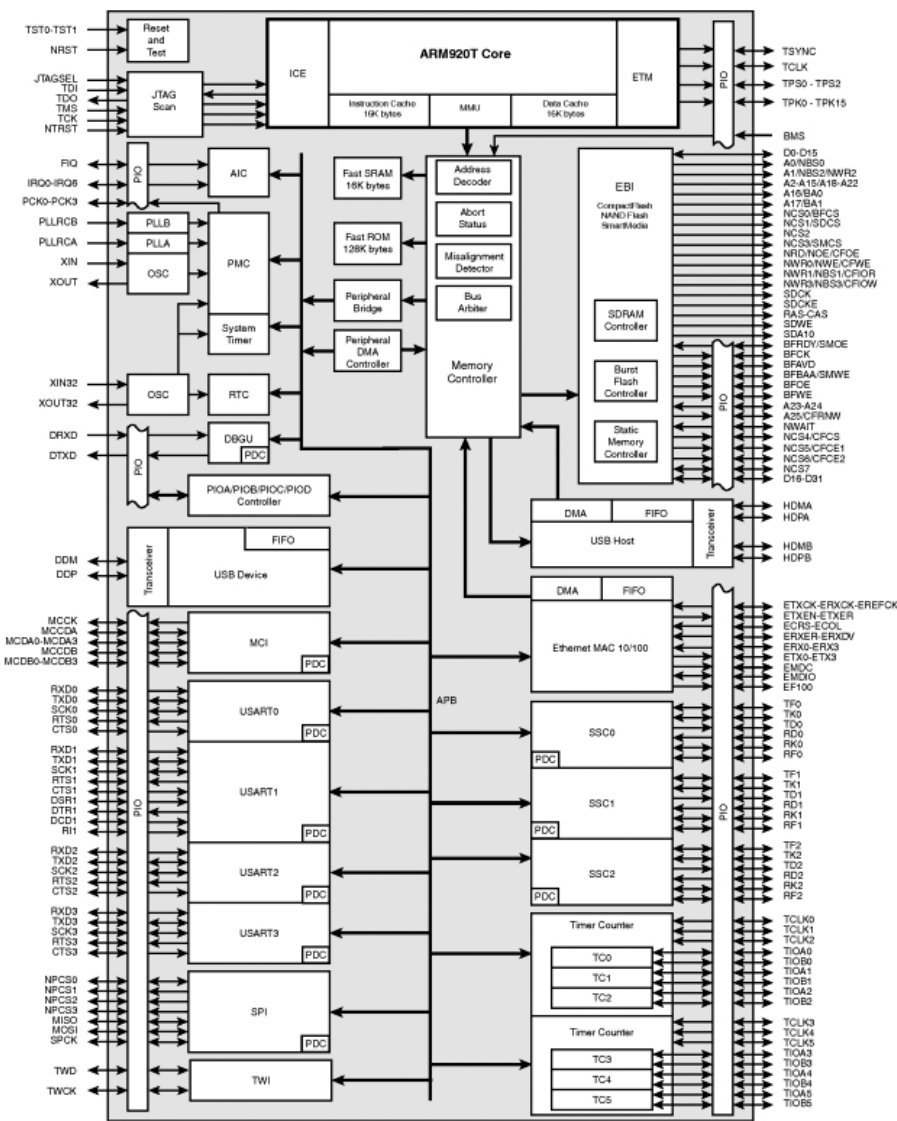 TST0-TST1
NRST
Reset
and
Test
JTAGSEL
TDI
TDO
TMS
TCK
NTRST
JTAG
Scan
ICE
ARM920T Core
ETM
Instruction Cache
16K bytes
MMU
Data Cache
16K bytes
PIO
TSYNC
TCLK
TPS0 - TPS2
TPK0 - TPK15
BMS
FIQ
IRQ0-IRQ6
PCK0-PCK3
PIO
AIC
PLLRCB
PLLRCA
XIN
XOUT
PLLB
PLLA
OSC
PMC
System
Timer
XIN32
XOUT32
OSC
RTC
DRXD
DTXD
PIO
DBGU
PDC
PIOA/PIOB/PIOC/PIOD
Controller
Fast SRAM
16K bytes
Fast ROM
128K bytes
Peripheral
Bridge
Peripheral
DMA
Controller
Address
Decoder
Abort
Status
Misalignment
Detector
Bus
Arbiter
Memory
Controller
EBI
CompactFlash
NAND Flash
SmartMedia
SDRAM
Controller
Burst
Flash
Controller
Static
Memory
Controller
D0-D15
A0/NBS0
A1/NBS2/NWR2
A2-A15/A18-A22
A16/BA0
A17/BA1
NCS0/BFCS
NCS1/SDCS
NCS2
NCS3/SMCS
NRD/NOE/CFOE
NWR0/NWE/CFWE
NWR1/NBS1/CFIOR
NWR3/NBS3/CFIOW
SDCK
SDCKE
RAS-CAS
SDWE
SDA10
BFRDY/SMOE
BFCK
BFAVD
BFBAA/SMWE
BFOE
BFWE
A23-A24
A25/CFRNW
NWAIT
NCS4/CFCS
NCS5/CFCE1
NCS6/CFCE2
NCS7
D16-D31
PIO
DDM
DDP
Transceiver
FIFO
USB Device
DMA
FIFO
USB Host
Transceiver
HDMA
HDPA
HDMB
HDPB
MCCK
MCCDA
MCDA0-MCDA3
MCCDB
MCDB0-MCDB3
MCI
PDC
DMA
FIFO
Ethernet MAC 10/100
ETXCK-ERXCK-EREFCK
ETXEN-ETXER
ECRS-ECOL
ERXER-ERXDV
ERX0-ERX3
ETX0-ETX3
EMDC
EMDIO
EF100
APB
RXD0
TXD0
SCK0
RTS0
CTS0
USART0
PDC
RXD1
TXD1
SCK1
RTS1
CTS1
DSR1
DTR1
DCD1
RI1
PIO
USART1
PDC
RXD2
TXD2
SCK2
RTS2
CTS2
USART2
PDC
RXD3
TXD3
SCK3
RTS3
CTS3
USART3
PDC
NPCS0
NPCS1
NPCS2
NPCS3
MISO
MOSI
SPCK
SPI
PDC
TWD
TWCK
TWI
SSC0
PDC
TF0
TK0
TD0
RD0
RK0
RF0
SSC1
PDC
PIO
TF1
TK1
TD1
RD1
RK1
RF1
SSC2
PDC
TF2
TK2
TD2
RD2
RK2
RF2
Timer Counter
TC0
TC1
TC2
TCLK0
TCLK1
TCLK2
TIOA0
TIOB0
TIOA1
TIOB1
TIOA2
TIOB2
Timer Counter
TC3
TC4
TC5
TCLK3
TCLK4
TCLK5
TIOA3
TIOB3
TIOA4
TIOB4
TIOA5
TIOB5